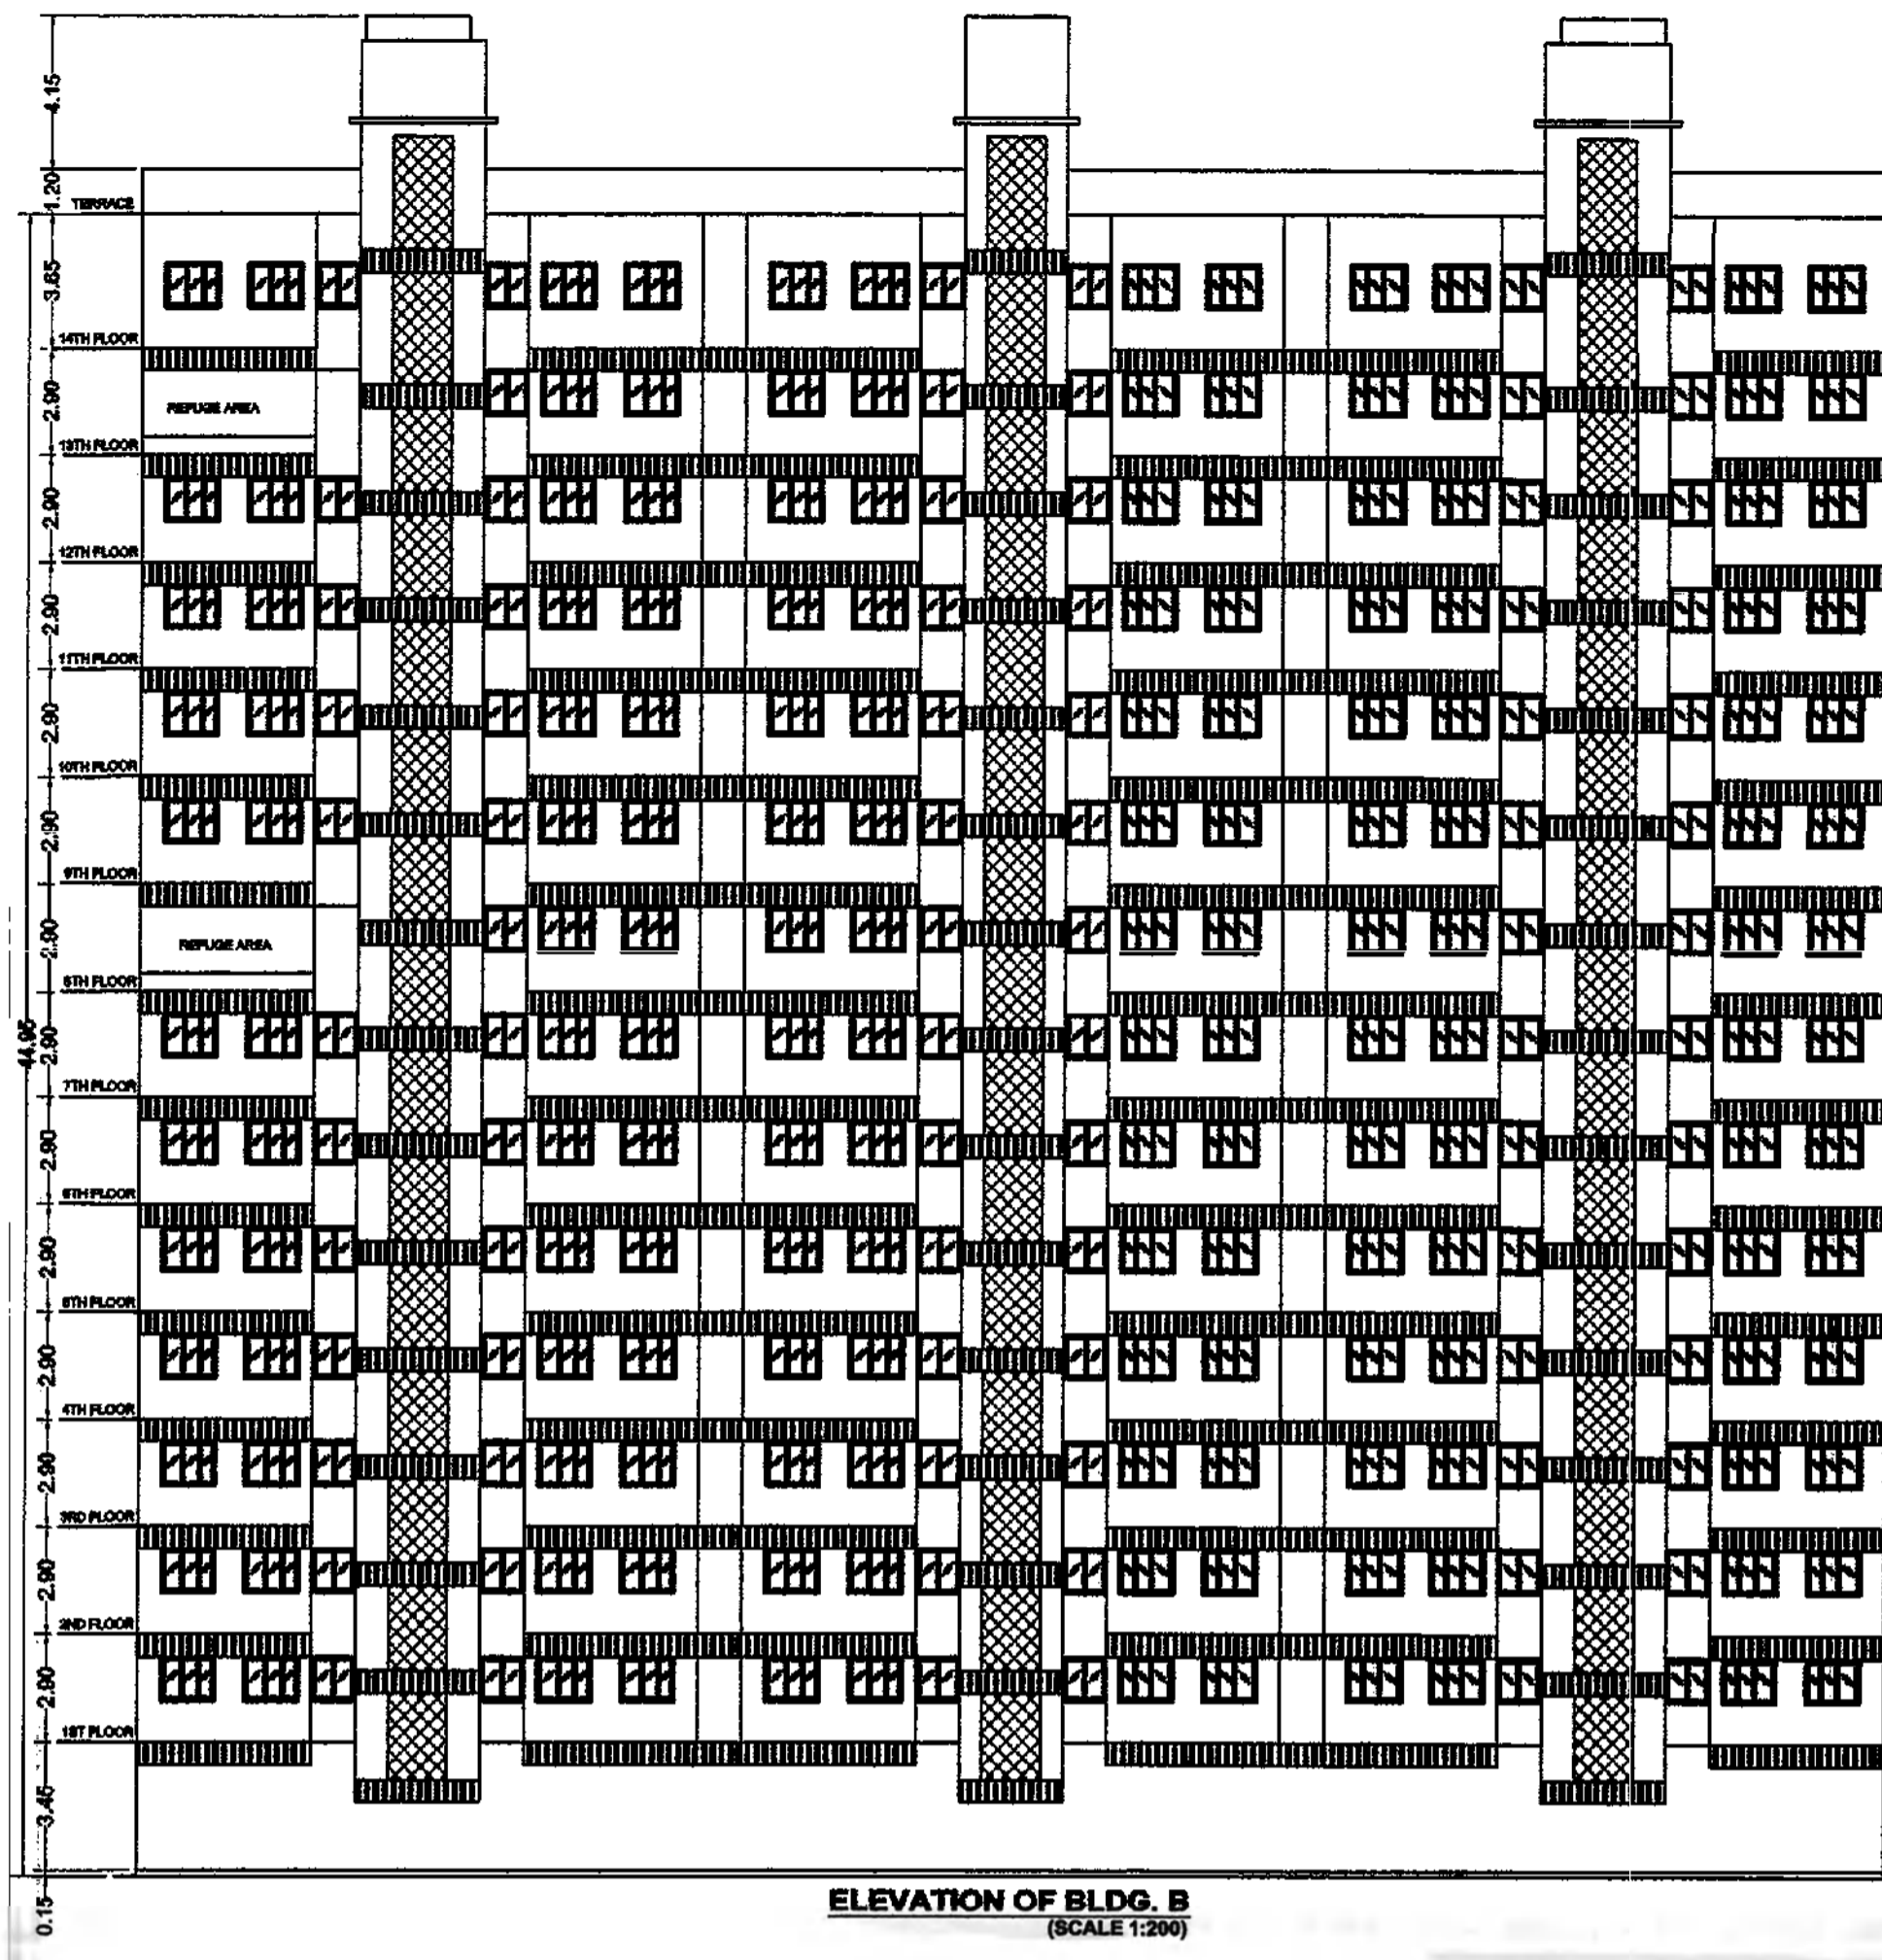 4.15
1.20
TERRACE
3.65
14TH FLOOR
2.90
REFUGE AREA
13TH FLOOR
2.90
12TH FLOOR
2.90
11TH FLOOR
2.90
10TH FLOOR
2.90
9TH FLOOR
2.90
REFUGE AREA
8TH FLOOR
44.95
2.90
7TH FLOOR
2.90
6TH FLOOR
2.90
5TH FLOOR
2.90
4TH FLOOR
2.90
3RD FLOOR
2.90
2ND FLOOR
2.90
1ST FLOOR
3.45
0.15
ELEVATION OF BLDG. B
(SCALE 1:200)